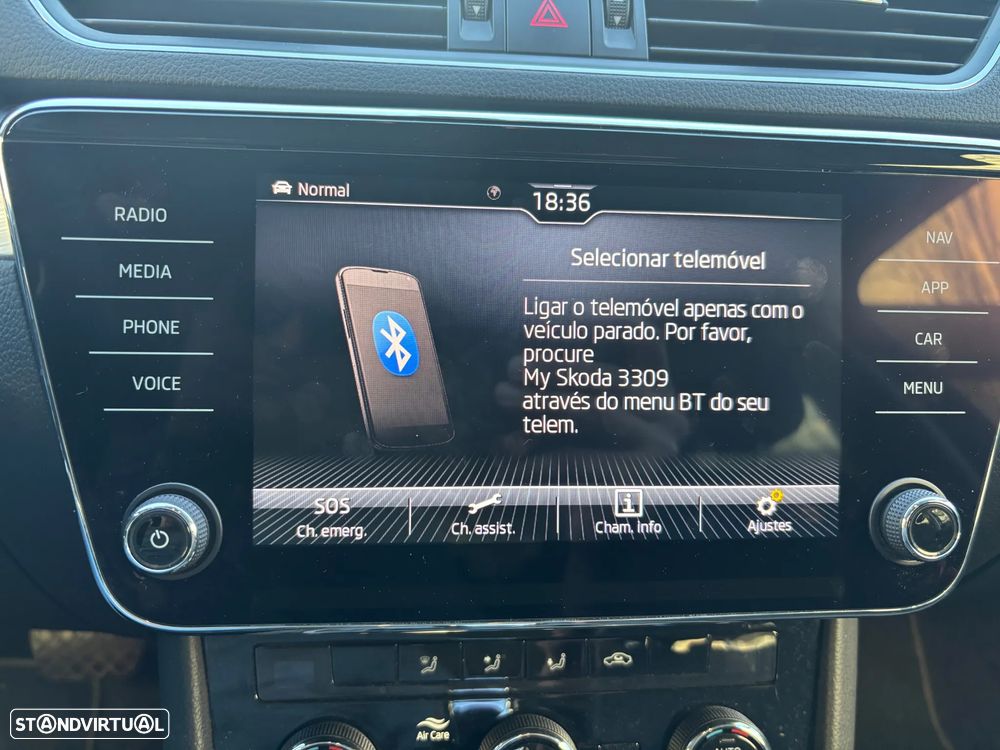 Normal
18:36
RADIO
MEDIA
PHONE
VOICE
Selecionar telemóvel
Ligar o telemóvel apenas com o
veículo parado. Por favor,
procure
My Skoda 3309
através do menu BT do seu
telem.
NAV
APP
CAR
MENU
SOS
Ch. emerg.
Ch. assist.
Cham. info
Ajustes
Air Care
AUTO
STANDVIRTUAL